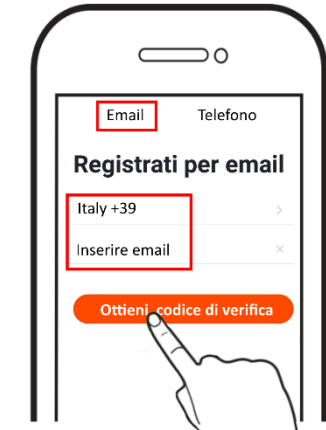 Email Telefono
Registrati per email
Italy +39
Inserire email
Ottieni codice di verifica